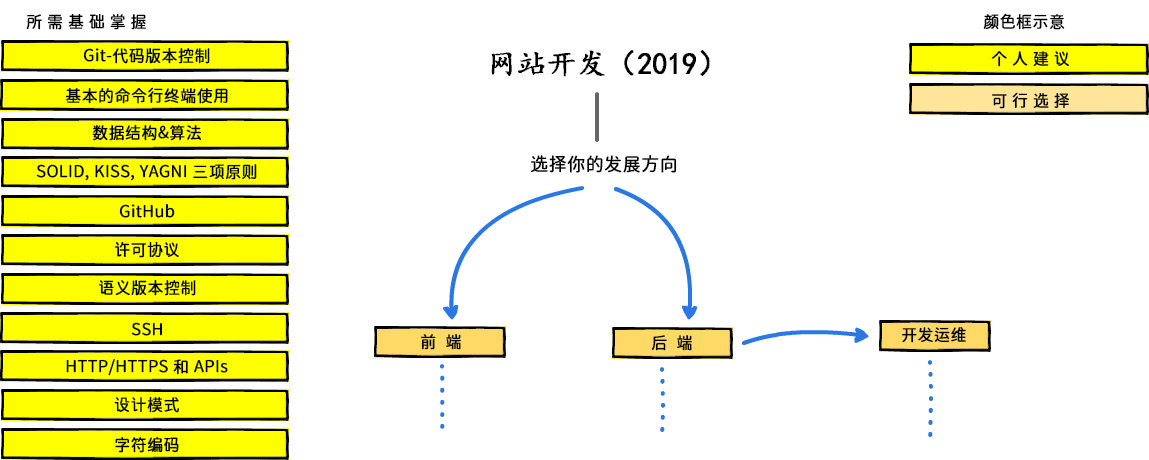 所需基础掌握
Git-代码版本控制
基本的命令行终端使用
数据结构&算法
SOLID, KISS, YAGNI 三项原则
GitHub
许可协议
语义版本控制
SSH
HTTP/HTTPS 和 APIs
设计模式
字符编码
网站开发（2019）
选择你的发展方向
前端
后端
开发运维
颜色框示意
个人建议
可行选择